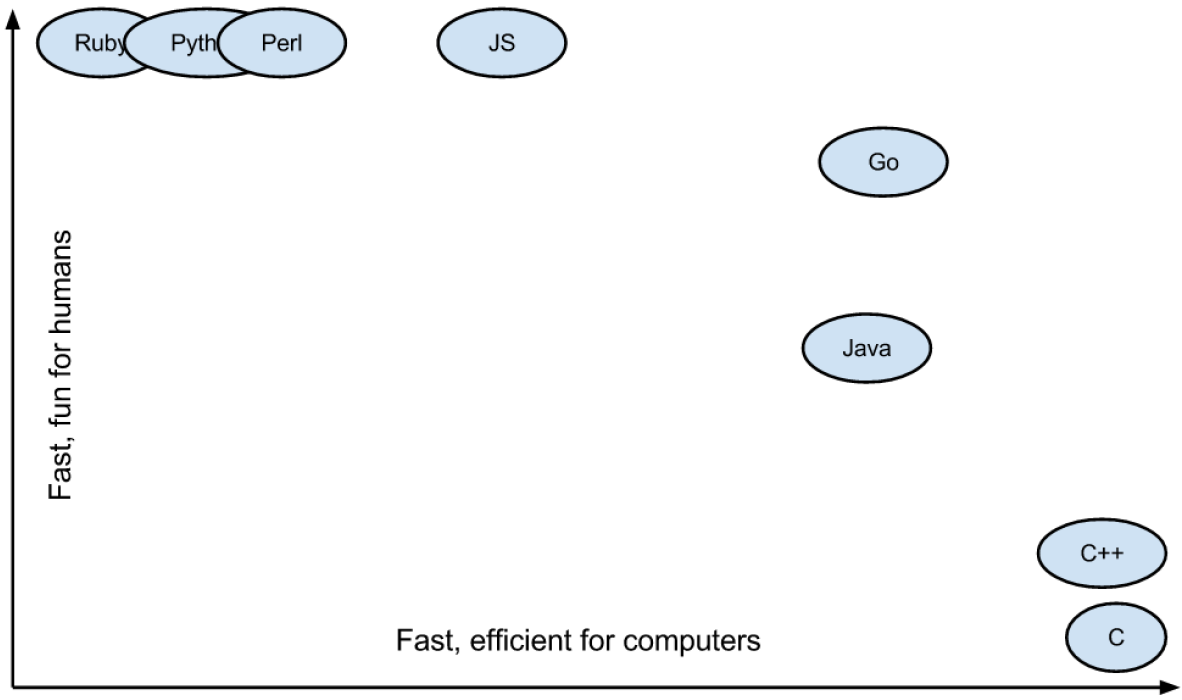 Ruby
Pyth
Perl
JS
Go
Java
Fast, fun for humans
C++
Fast, efficient for computers
C